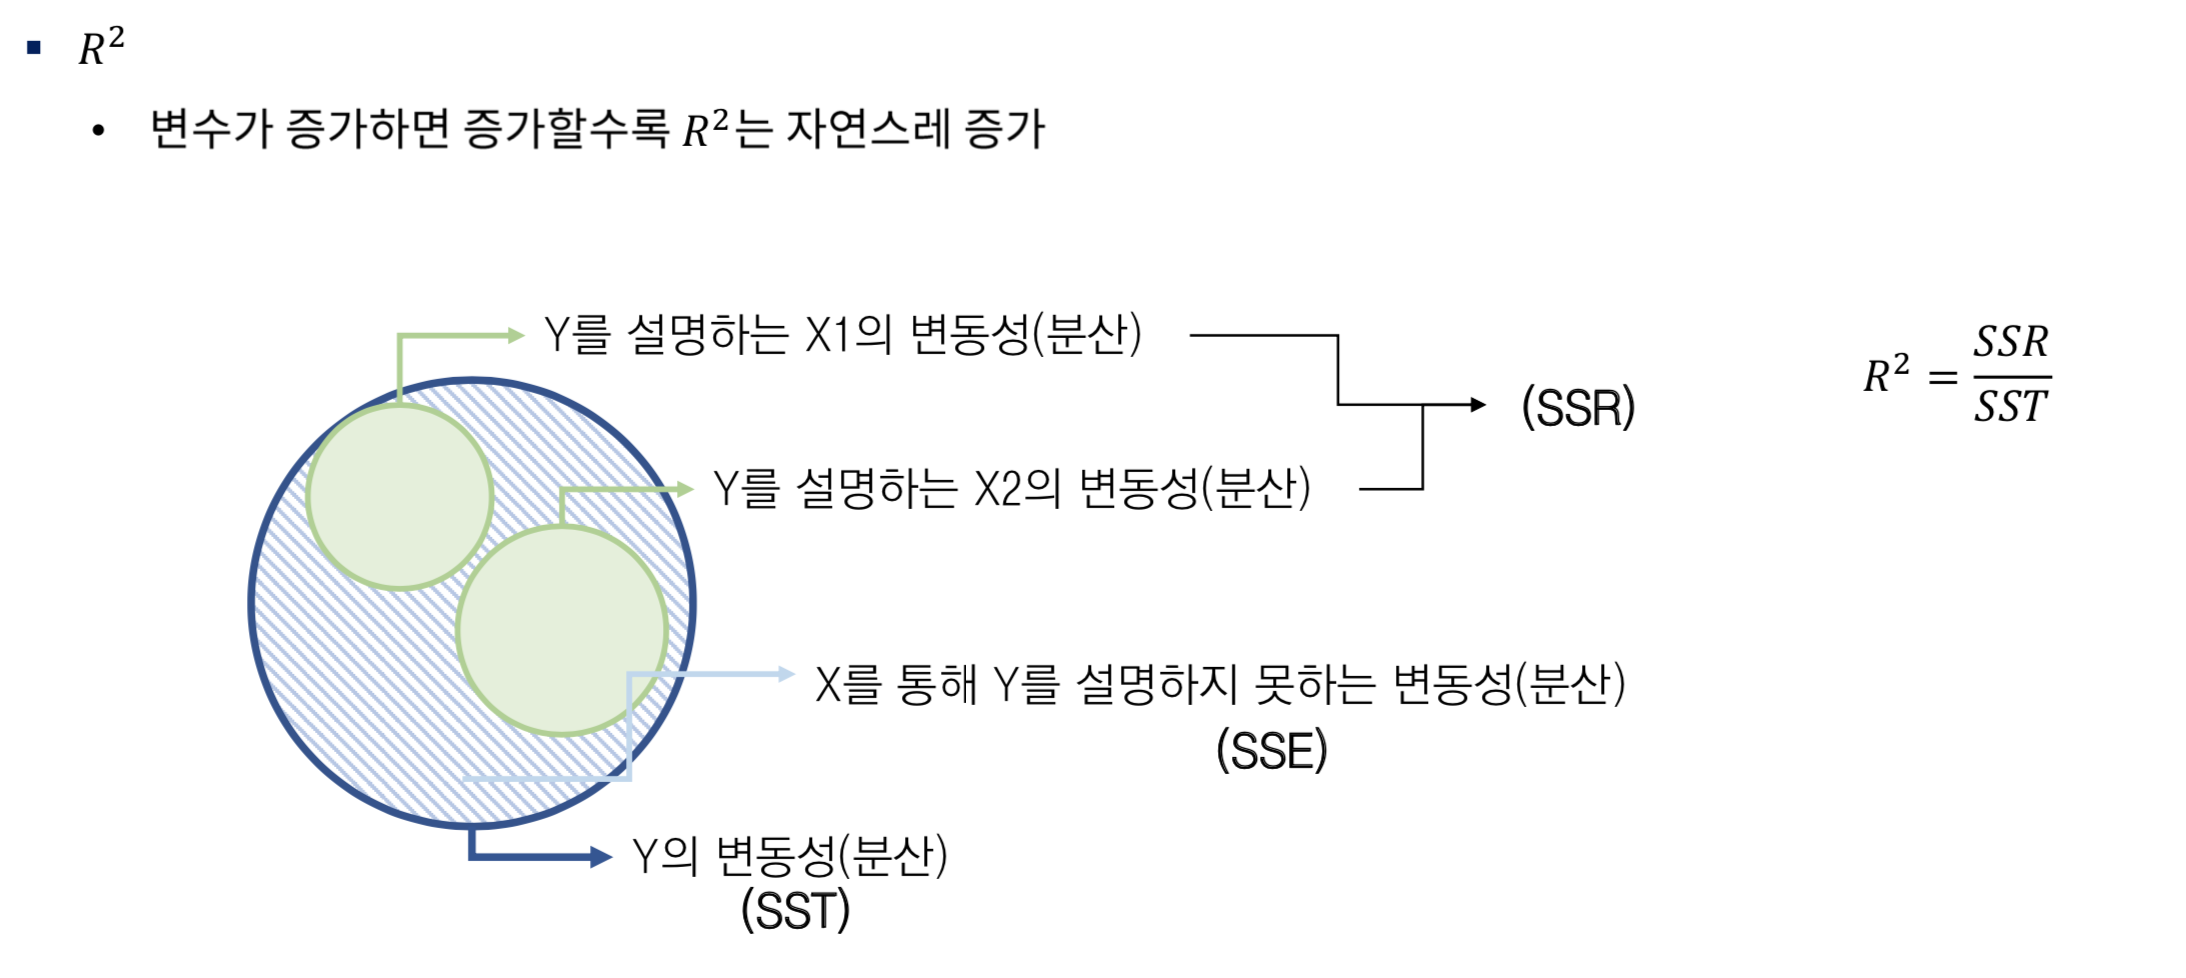 ▪ R²
• 변수가 증가하면 증가할수록 R²는 자연스레 증가
Y를 설명하는 X1의 변동성(분산)
(SSR)
R² = SSR/SST
Y를 설명하는 X2의 변동성(분산)
X를 통해 Y를 설명하지 못하는 변동성(분산)
(SSE)
Y의 변동성(분산)
(SST)